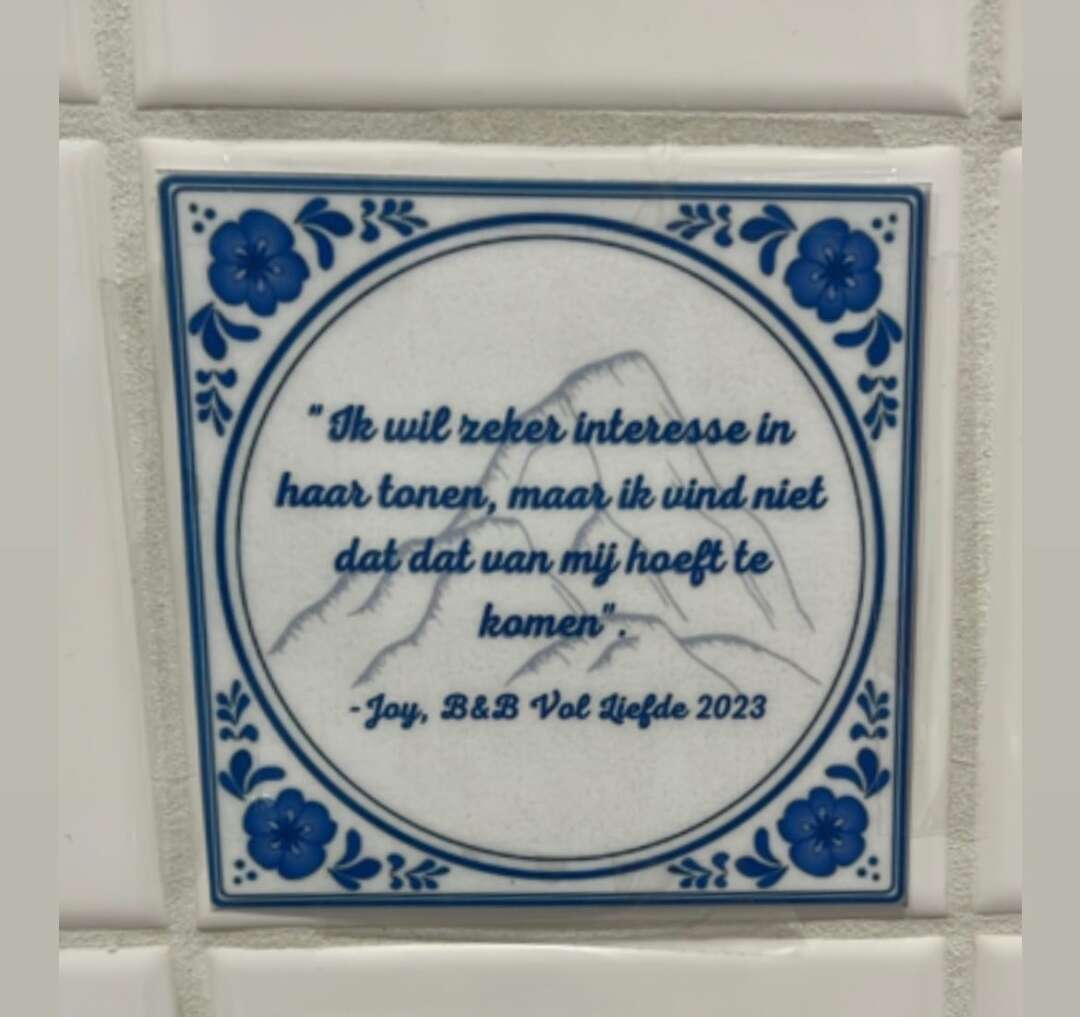 "Ik wil zeker interesse in
haar tonen, maar ik vind niet
dat dat van mij hoeft te
komen".
-Joy, B&B Vol Liefde 2023